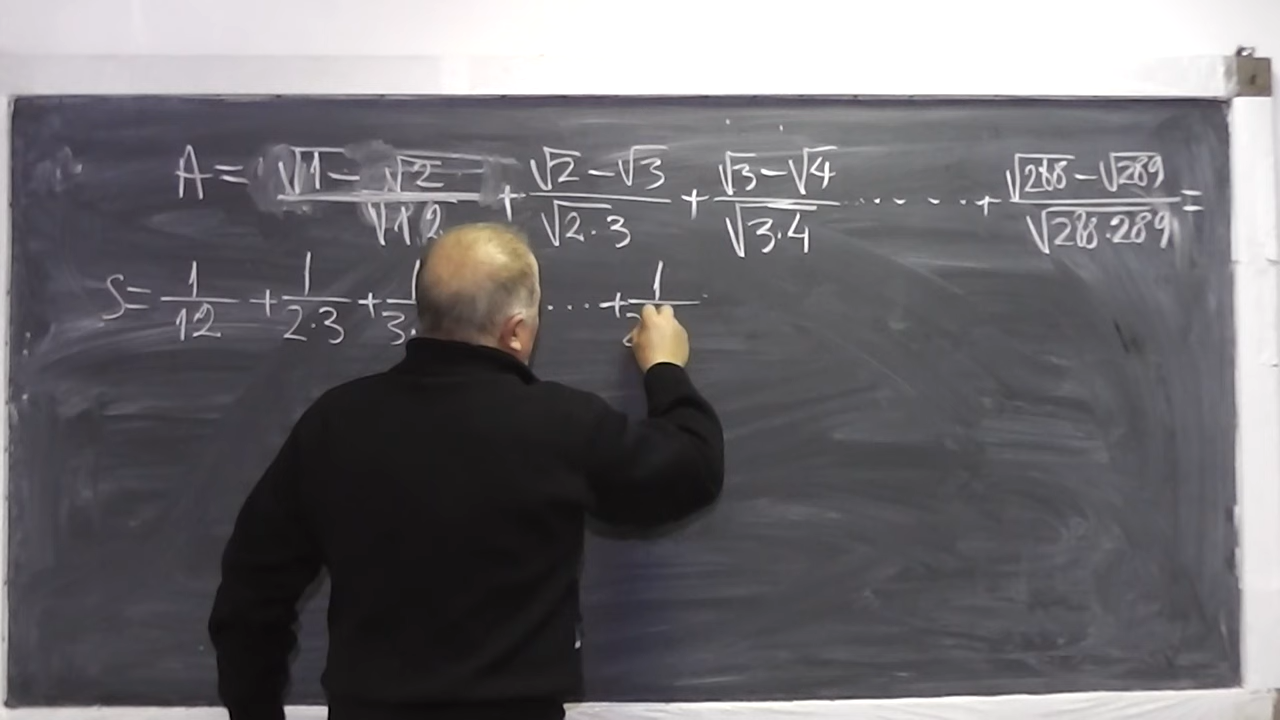 A = √1 - √2 / √1·2 + √2 - √3 / √2·3 + √3 - √4 / √3·4 ........ + √288 - √289 / √288·289 =
S = 1/12 + 1/2·3 + 1/3. ... + 1/2